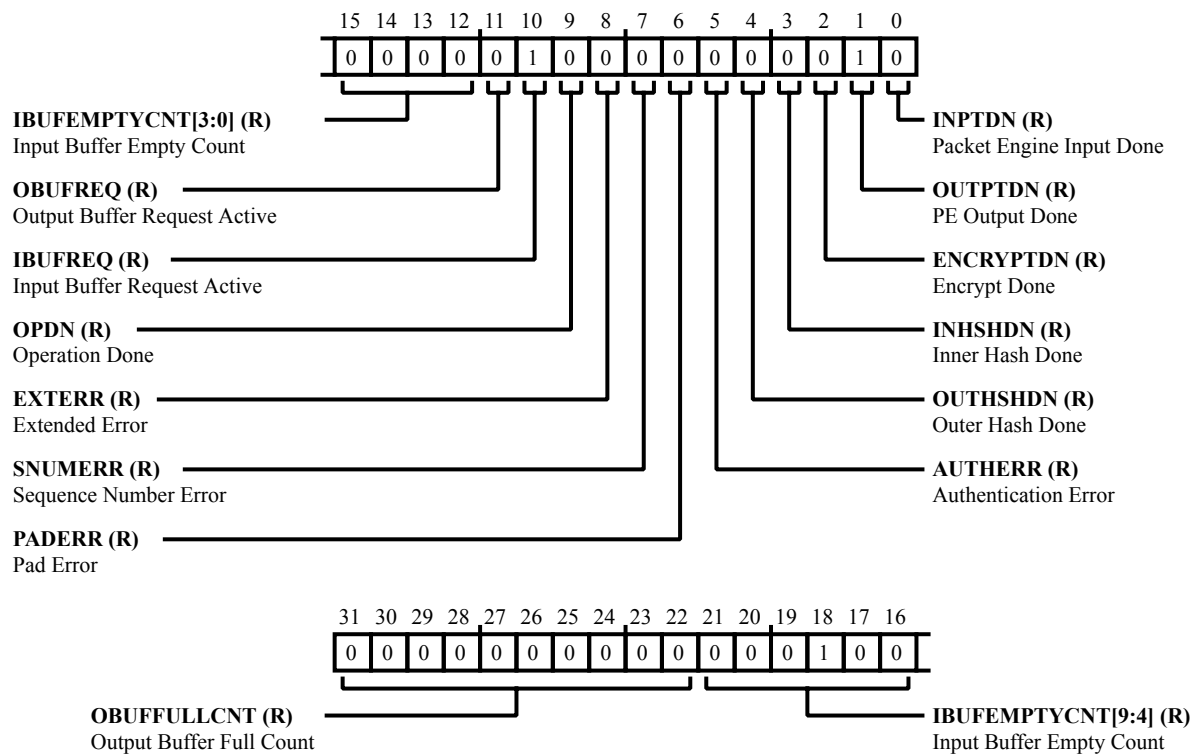 15 14 13 12 11 10 9 8 7 6 5 4 3 2 1 0
0 0 0 0 0 1 0 0 0 0 0 0 0 0 1 0
IBUFEMPTYCNT[3:0] (R)
Input Buffer Empty Count
OBUFREQ (R)
Output Buffer Request Active
IBUFREQ (R)
Input Buffer Request Active
OPDN (R)
Operation Done
EXTERR (R)
Extended Error
SNUMERR (R)
Sequence Number Error
PADERR (R)
Pad Error
INPTDN (R)
Packet Engine Input Done
OUTPTDN (R)
PE Output Done
ENCRYPTDN (R)
Encrypt Done
INHSHDN (R)
Inner Hash Done
OUTHSHDN (R)
Outer Hash Done
AUTHERR (R)
Authentication Error
31 30 29 28 27 26 25 24 23 22 21 20 19 18 17 16
0 0 0 0 0 0 0 0 0 0 0 0 0 1 0 0
OBUFFULLCNT (R)
Output Buffer Full Count
IBUFEMPTYCNT[9:4] (R)
Input Buffer Empty Count